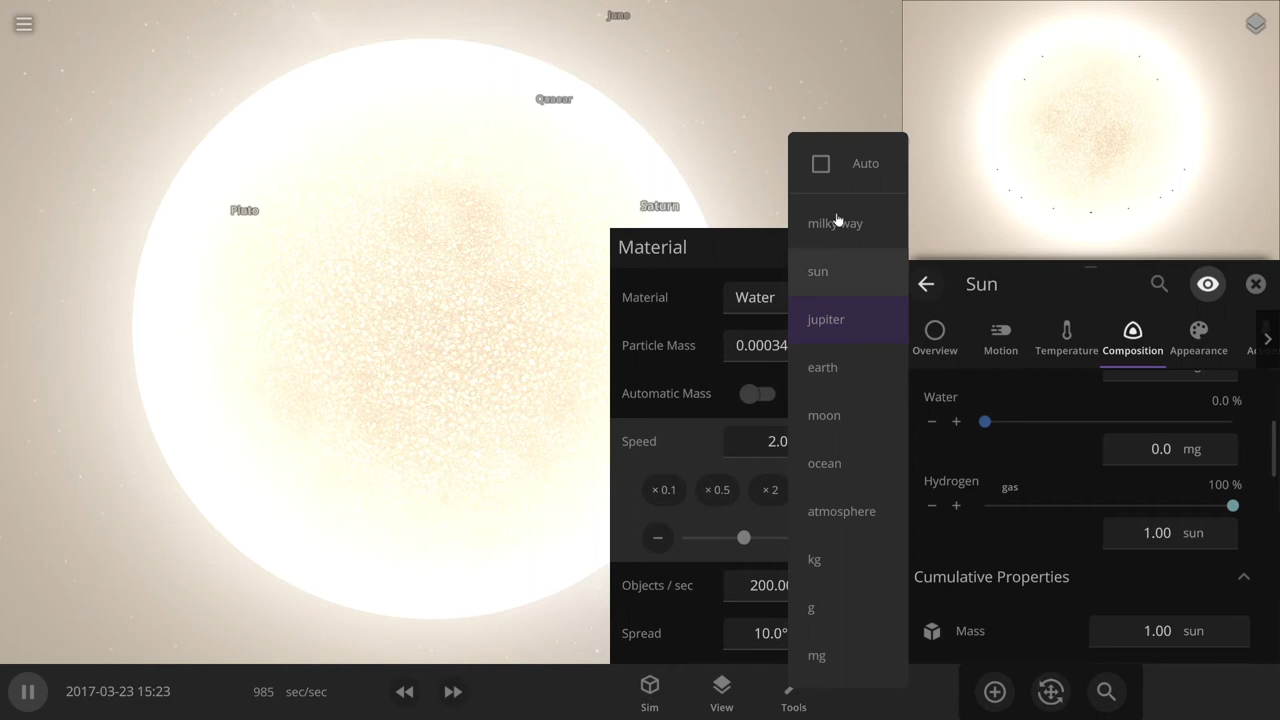 Juno
Quaoar
Pluto
Saturn
Auto
milky way
sun
jupiter
earth
moon
ocean
atmosphere
kg
g
mg
Material
Material Water
Particle Mass 0.00034
Automatic Mass
Speed 2.0
× 0.1 × 0.5 × 2
Objects / sec 200.00
Spread 10.0°
Sun
Overview Motion Temperature Composition Appearance
Water 0.0 %
0.0 mg
Hydrogen gas 100 %
1.00 sun
Cumulative Properties
Mass 1.00 sun
2017-03-23 15:23 985 sec/sec
Sim View Tools